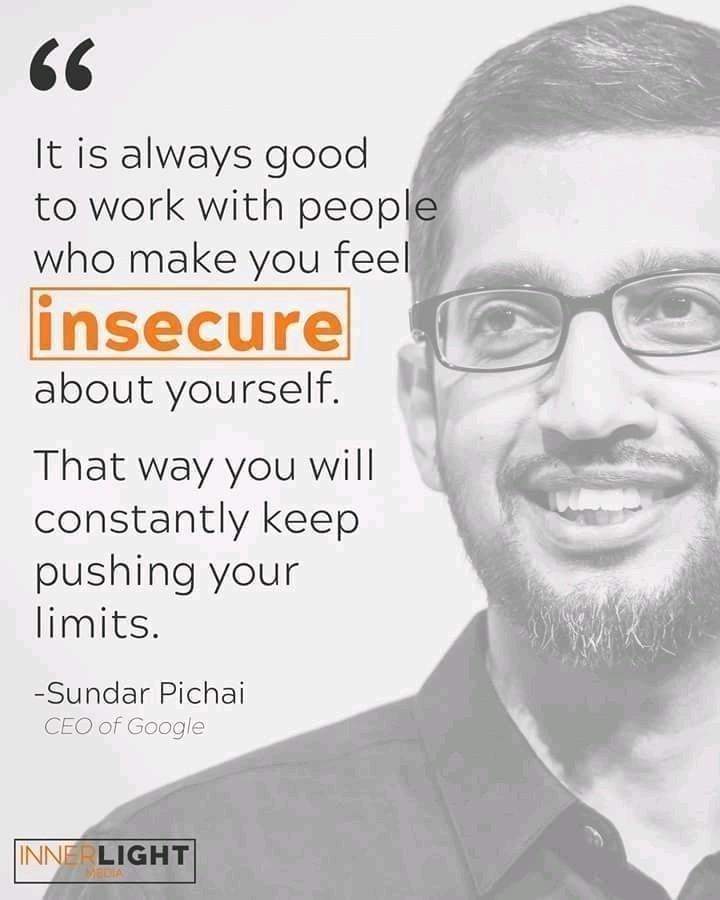 “
It is always good
to work with people
who make you feel
insecure
about yourself.
That way you will
constantly keep
pushing your
limits.
-Sundar Pichai
CEO of Google
INNERLIGHT
MEDIA